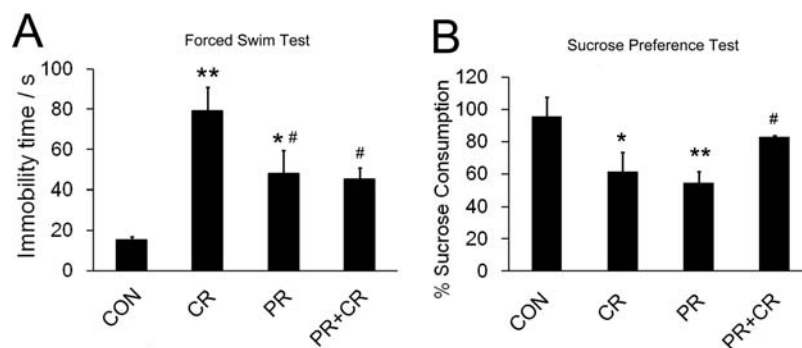 A
Forced Swim Test
Immobility time / s
100
80
60
40
20
0
**
* #
#
CON
CR
PR
PR+CR
B
Sucrose Preference Test
% Sucrose Consumption
120
100
80
60
40
20
0
*
**
#
CON
CR
PR
PR+CR